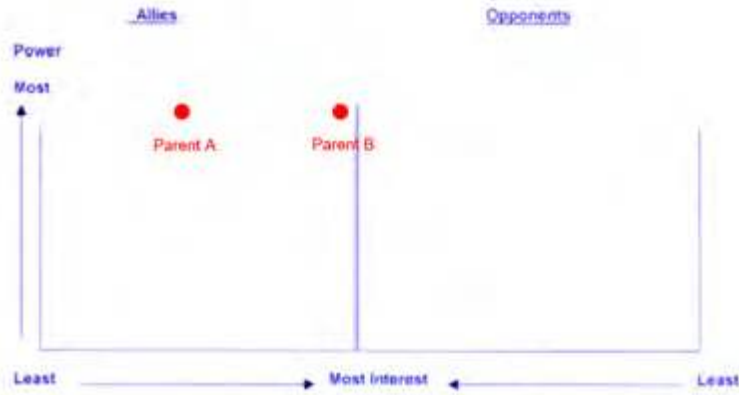 Allies Opponents
Power
Most
Parent A Parent B
Least Most Interest Least